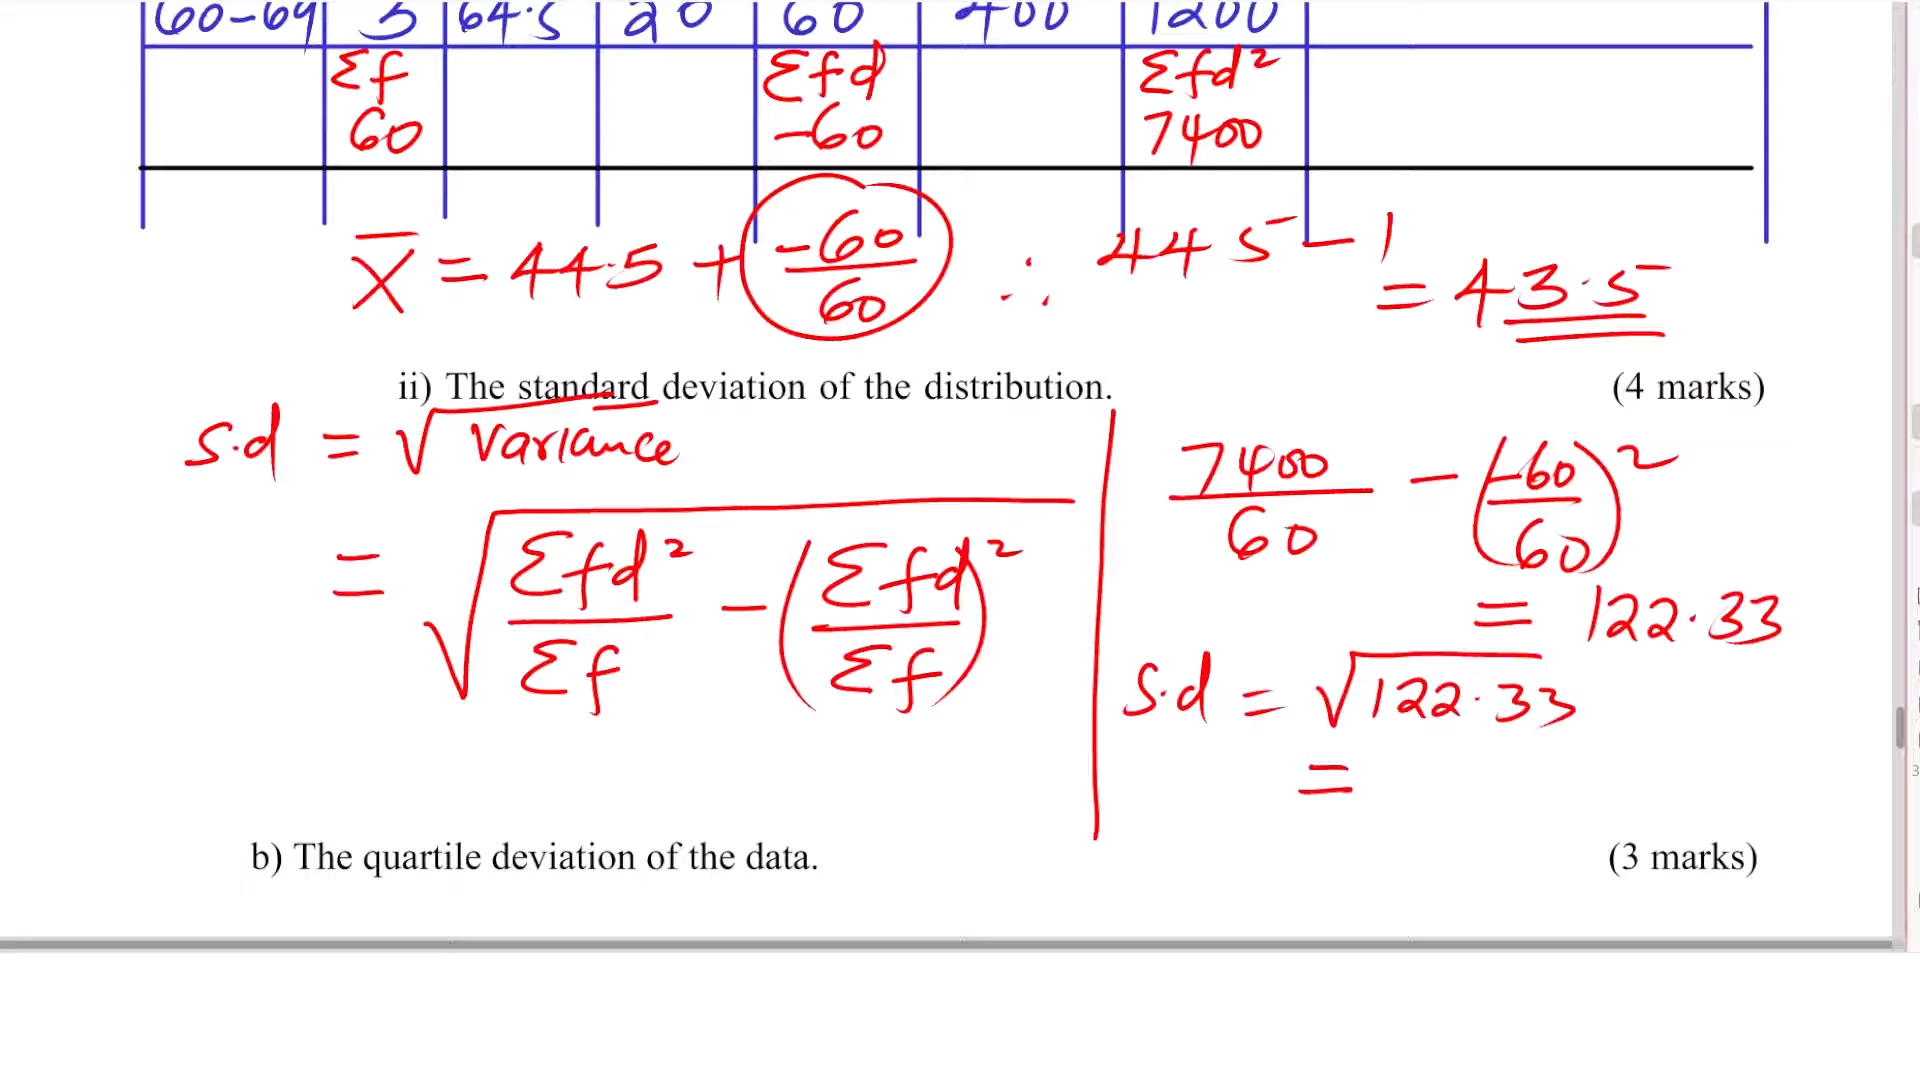 60-69 3 64.5 20 60 400 1200
Σf Σfd Σfd²
60 -60 7400
X̄ = 44.5 + -60/60 ∴ 44 5 - 1
= 43.5
ii) The standard deviation of the distribution. (4 marks)
s.d = √Variance
7400/60 - (-60/60)²
= √Σfd²/Σf - (Σfd/Σf)²
= 122.33
S.d = √122.33
=
b) The quartile deviation of the data. (3 marks)